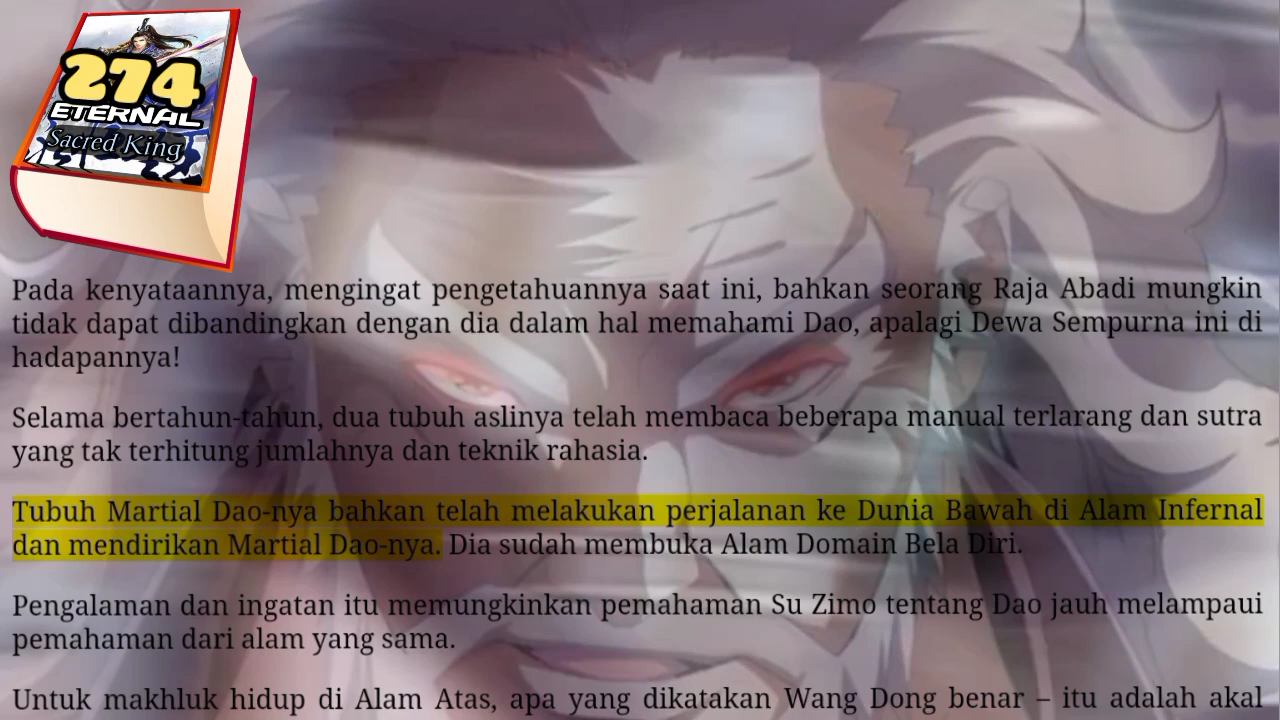 274
ETERNAL
Sacred King
Pada kenyataannya, mengingat pengetahuannya saat ini, bahkan seorang Raja Abadi mungkin
tidak dapat dibandingkan dengan dia dalam hal memahami Dao, apalagi Dewa Sempurna ini di
hadapannya!
Selama bertahun-tahun, dua tubuh aslinya telah membaca beberapa manual terlarang dan sutra
yang tak terhitung jumlahnya dan teknik rahasia.
Tubuh Martial Dao-nya bahkan telah melakukan perjalanan ke Dunia Bawah di Alam Infernal
dan mendirikan Martial Dao-nya. Dia sudah membuka Alam Domain Bela Diri.
Pengalaman dan ingatan itu memungkinkan pemahaman Su Zimo tentang Dao jauh melampaui
pemahaman dari alam yang sama.
Untuk makhluk hidup di Alam Atas, apa yang dikatakan Wang Dong benar – itu adalah akal